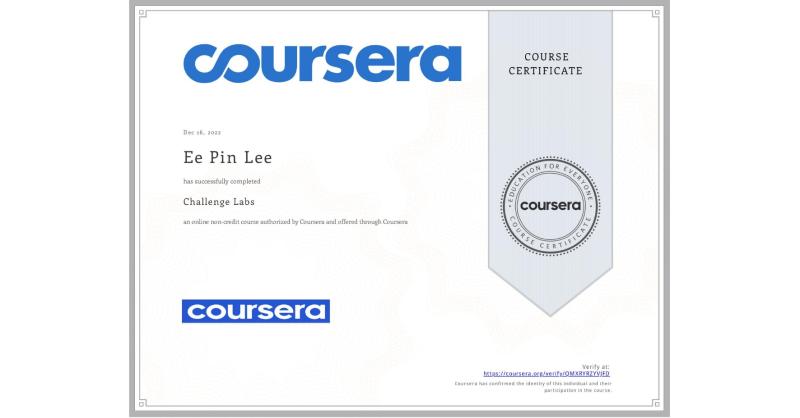 coursera
COURSE
CERTIFICATE
Dec 16, 2022
Ee Pin Lee
has successfully completed
Challenge Labs
an online non-credit course authorized by Coursera and offered through Coursera
EDUCATION FOR EVERYONE
coursera
COURSE CERTIFICATE
coursera
Verify at:
https://coursera.org/verify/QMXRYRZYVJFD
Coursera has confirmed the identity of this individual and their
participation in the course.